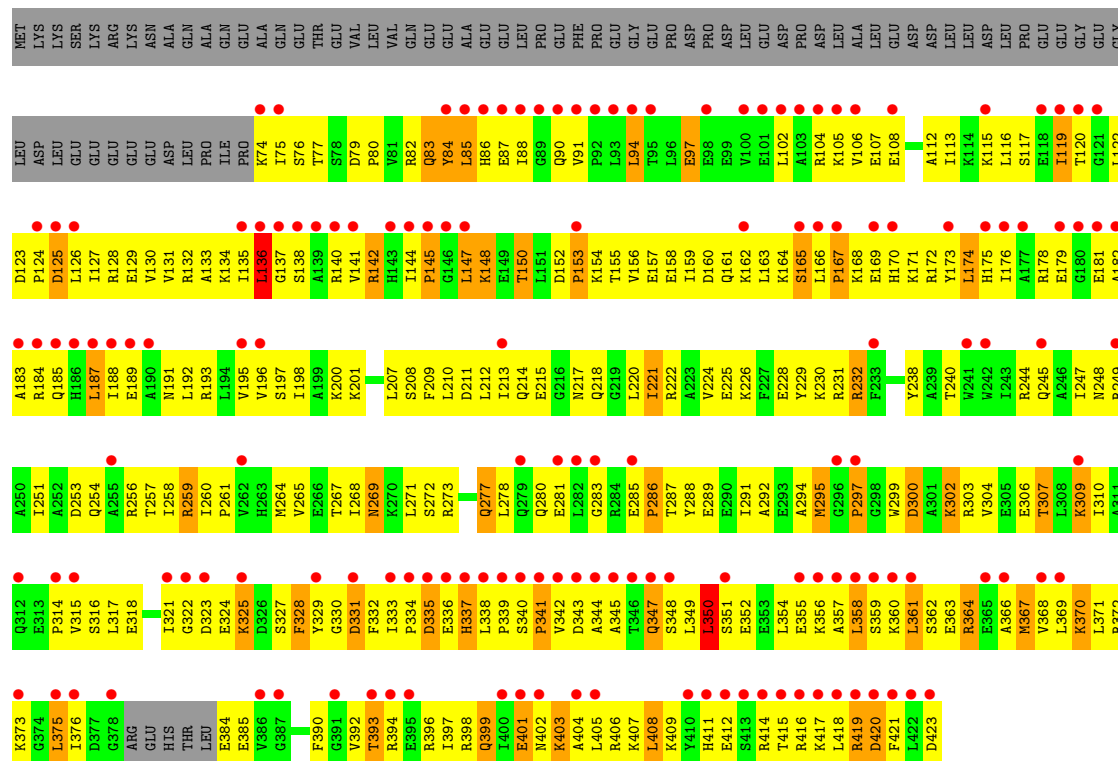 MET LYS LYS SER LYS ARG LYS ASN ALA GLN ALA GLN GLU ALA GLN GLU THR GLU VAL LEU VAL GLN GLU GLU ALA GLU GLU LEU PRO GLU PHE PRO GLU GLY GLU PRO ASP PRO ASP LEU GLU ASP PRO ASP ALA LEU GLU ASP ASP LEU LEU ASP LEU PRO GLU GLU GLY GLU GLY
LEU ASP LEU GLU GLU GLU GLU GLU ASP LEU PRO ILE PRO K74 I75 S76 T77 S78 D79 P80 V81 R82 Q83 Y84 L85 H86 E87 I88 G89 Q90 V91 P92 L93 L94 T95 L96 E97 E98 E99 V100 E101 L102 A103 R104 K105 V106 E107 E108 A112 I113 K114 K115 L116 S117 E118 I119 T120 G121 L122
D123 P124 D125 L126 I127 R128 E129 V130 V131 R132 A133 K134 I135 L136 G137 S138 A139 R140 V141 R142 H143 I144 P145 G146 L147 K148 E149 T150 L151 D152 P153 K154 T155 V156 E157 E158 I159 D160 Q161 K162 L163 K164 S165 L166 P167 K168 E169 H170 K171 R172 Y173 L174 H175 I176 A177 R178 E179 G180 E181 A182
A183 R184 Q185 H186 L187 I188 E189 A190 N191 L192 R193 L194 V195 V196 S197 I198 A199 K200 K201 L207 S208 F209 L210 D211 L212 I213 Q214 E215 G216 N217 Q218 G219 L220 I221 R222 A223 V224 E225 K226 F227 E228 Y229 K230 R231 R232 F233 Y238 A239 T240 W241 W242 I243 R244 Q245 A246 I247 N248 R249
A250 I251 A252 D253 Q254 A255 R256 T257 I258 R259 I260 P261 V262 H263 M264 V265 E266 T267 I268 N269 K270 L271 S272 R273 Q277 L278 Q279 Q280 E281 L282 G283 R284 E285 P286 T287 Y288 E289 E290 I291 A292 E293 A294 M295 G296 P297 G298 W299 D300 A301 K302 R303 V304 E305 E306 T307 L308 K309 I310 A311
Q312 E313 P314 V315 S316 L317 E318 I321 G322 D323 E324 K325 D326 S327 F328 Y329 G330 D331 F332 I333 P334 D335 E336 H337 L338 P339 S340 P341 V342 D343 A344 A345 T346 Q347 S348 L349 L350 S351 E352 E353 L354 E355 K356 A357 L358 S359 K360 L361 S362 E363 R364 E365 A366 M367 V368 L369 K370 L371 R372
K373 G374 L375 I376 D377 G378 ARG GLU HIS THR LEU E384 E385 V386 G387 F390 G391 V392 T393 R394 E395 R396 I397 R398 Q399 I400 E401 N402 K403 A404 L405 R406 K407 L408 K409 Y410 H411 E412 S413 R414 T415 R416 K417 L418 R419 D420 F421 L422 D423